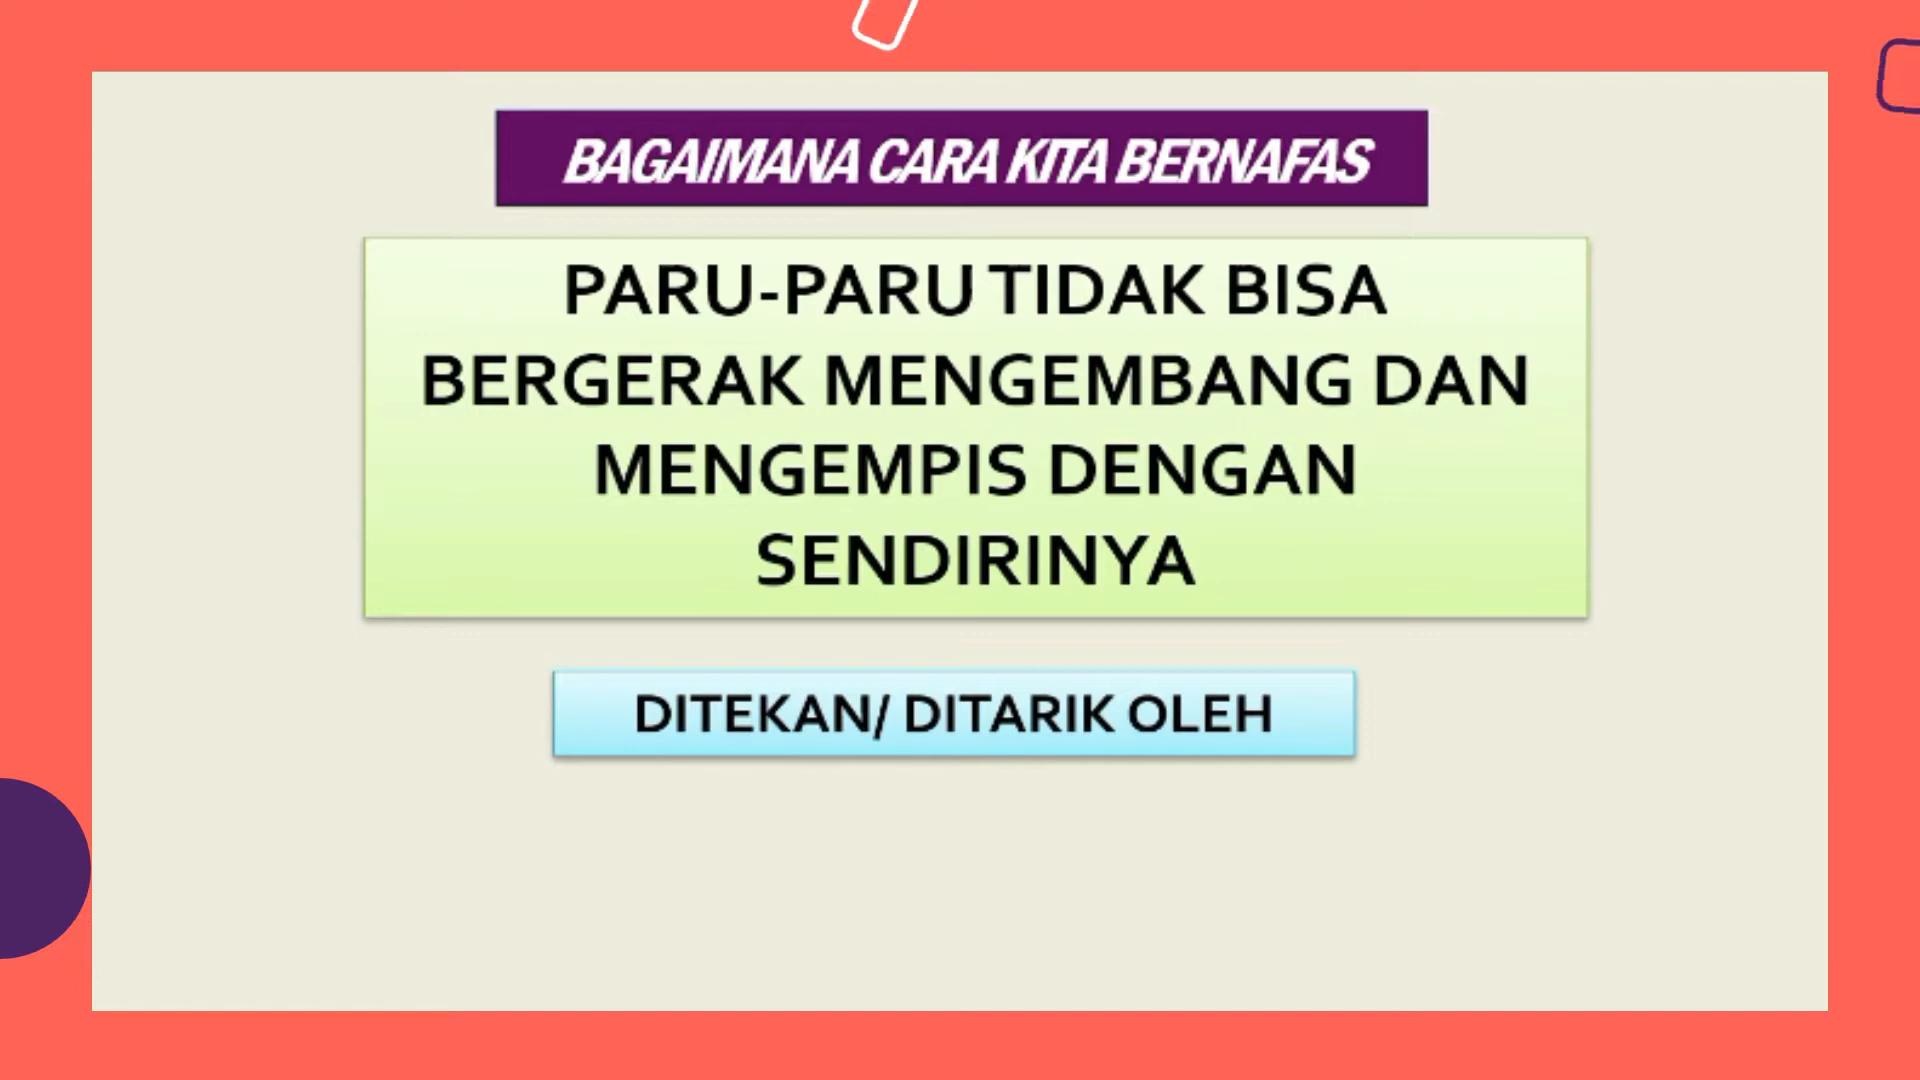 BAGAIMANA CARA KITA BERNAFAS
PARU-PARU TIDAK BISA
BERGERAK MENGEMBANG DAN
MENGEMPIS DENGAN
SENDIRINYA
DITEKAN/ DITARIK OLEH